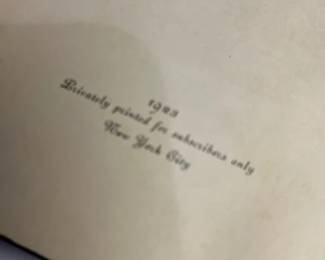 1923
Privately printed for subscribers only
New York City